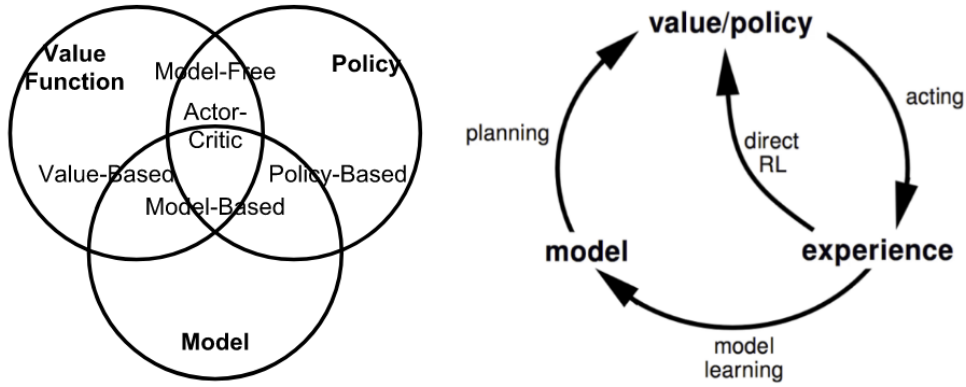 Value
Function
Policy
Model-Free
Actor-
Critic
Value-Based
Policy-Based
Model-Based
Model
value/policy
acting
planning
direct
RL
model
experience
model
learning